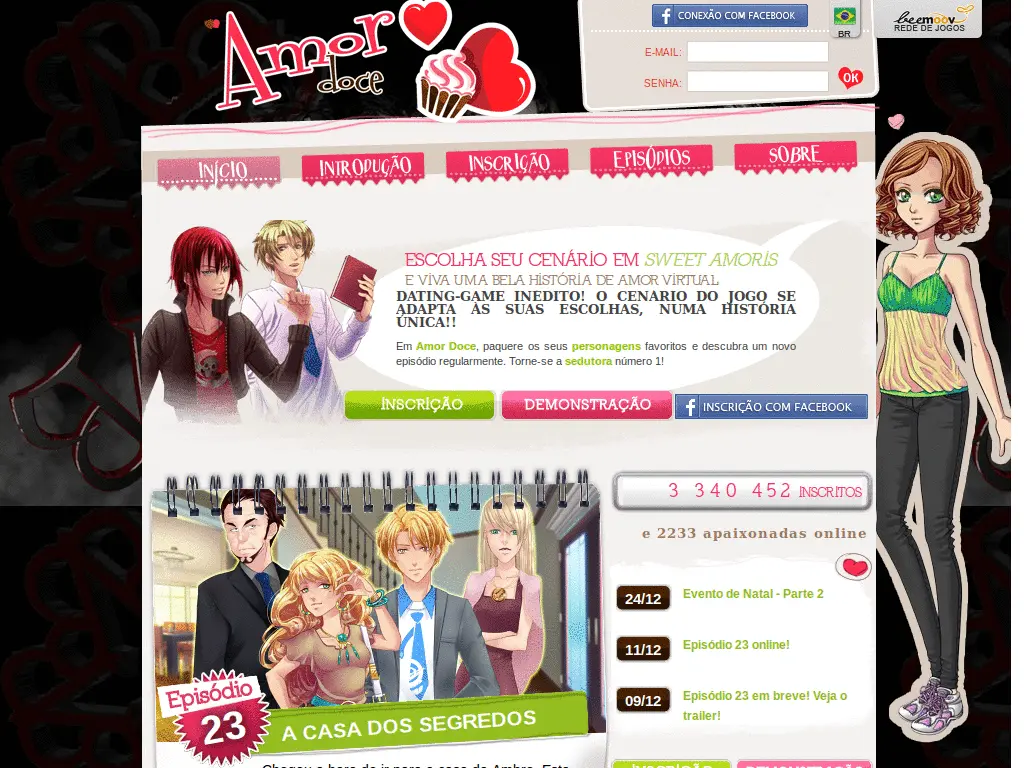 Amor
doce
CONEXÃO COM FACEBOOK
E-MAIL:
SENHA:
OK
BR
beemoov
REDE DE JOGOS
INÍCIO
INTRODUÇÃO
INSCRIÇÃO
EPISÓDIOS
SOBRE
ESCOLHA SEU CENÁRIO EM SWEET AMORIS
E VIVA UMA BELA HISTÓRIA DE AMOR VIRTUAL
DATING-GAME INEDITO! O CENARIO DO JOGO SE
ADAPTA AS SUAS ESCOLHAS, NUMA HISTÓRIA
ÚNICA!!
Em Amor Doce, paquere os seus personagens favoritos e descubra um novo
episódio regularmente. Torne-se a sedutora número 1!
INSCRIÇÃO
DEMONSTRAÇÃO
INSCRIÇÃO COM FACEBOOK
3 340 452 INSCRITOS
e 2233 apaixonadas online
24/12 Evento de Natal - Parte 2
11/12 Episódio 23 online!
09/12 Episódio 23 em breve! Veja o
trailer!
Episódio
23
A CASA DOS SEGREDOS
Chegou a hora de ir para a casa da Ambre. Esta
INSCRIÇÃO
DEMONSTRAÇÃO